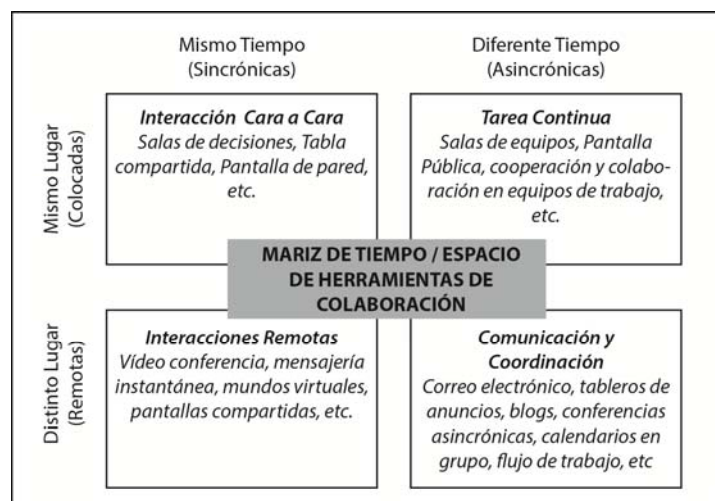 Mismo Tiempo
(Sincrónicas)
Diferente Tiempo
(Asincrónicas)
Mismo Lugar
(Colocadas)
Interacción Cara a Cara
Salas de decisiones, Tabla
compartida, Pantalla de pared,
etc.
Tarea Continua
Salas de equipos, Pantalla
Pública, cooperación y colabo-
ración en equipos de trabajo,
etc.
MARIZ DE TIEMPO / ESPACIO
DE HERRAMIENTAS DE
COLABORACIÓN
Distinto Lugar
(Remotas)
Interacciones Remotas
Vídeo conferencia, mensajería
instantánea, mundos virtuales,
pantallas compartidas, etc.
Comunicación y
Coordinación
Correo electrónico, tableros de
anuncios, blogs, conferencias
asincrónicas, calendarios en
grupo, flujo de trabajo, etc